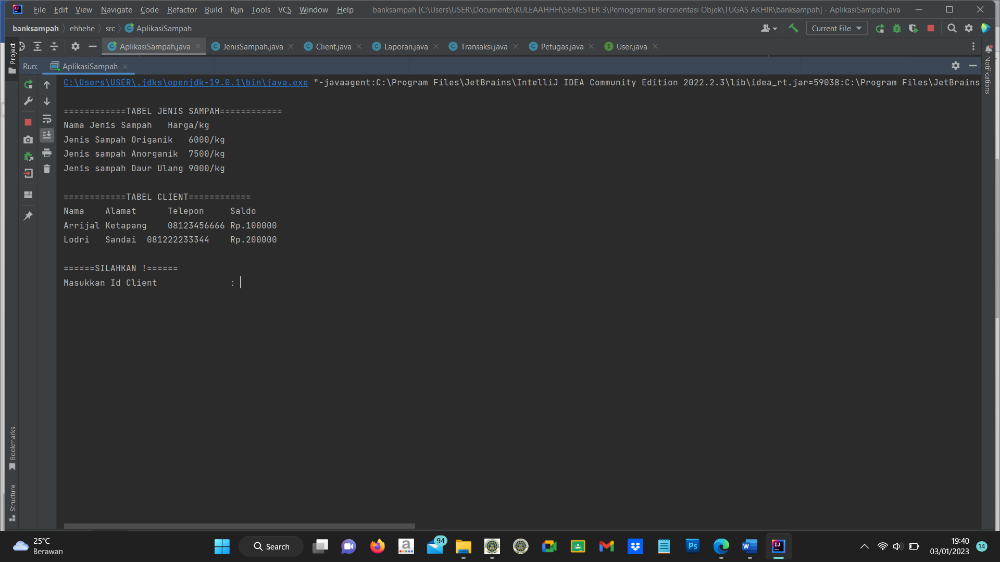 File Edit View Navigate Code Refactor Build Run Tools VCS Window Help banksampah [C:\Users\USER\Documents\KULEAAHHH\SEMESTER 3\Pemograman Berorientasi Objek\TUGAS AKHIR\banksampah] - AplikasiSampah.java
banksampah ehhehe src AplikasiSampah Current File
AplikasiSampah.java JenisSampah.java Client.java Laporan.java Transaksi.java Petugas.java User.java
Project
Notifications
Run: AplikasiSampah
C:\Users\USER\.jdks\openjdk-19.0.1\bin\java.exe "-javaagent:C:\Program Files\JetBrains\IntelliJ IDEA Community Edition 2022.2.3\lib\idea_rt.jar=59038:C:\Program Files\JetBrains
============TABEL JENIS SAMPAH============
Nama Jenis Sampah   Harga/kg
Jenis Sampah Origanik   6000/kg
Jenis sampah Anorganik  7500/kg
Jenis sampah Daur Ulang 9000/kg
============TABEL CLIENT============
Nama    Alamat      Telepon     Saldo
Arrijal Ketapang    08123456666 Rp.100000
Lodri   Sandai  081222233344    Rp.200000
======SILAHKAN !======
Masukkan Id Client              :
Bookmarks
Structure
25°C
Berawan
Search
94
a
Ps
W
IJ
19:40
03/01/2023
14